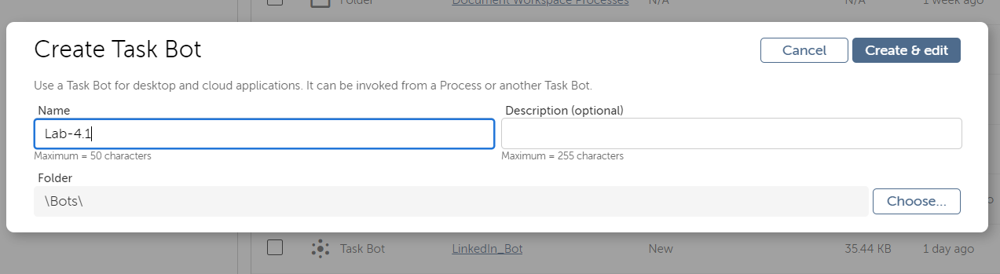 Folder Document Workspace Processes N/A N/A 1 week ago
Create Task Bot
Cancel
Create & edit
Use a Task Bot for desktop and cloud applications. It can be invoked from a Process or another Task Bot.
Name
Description (optional)
Lab-4.1
Maximum = 50 characters
Maximum = 255 characters
Folder
\Bots\
Choose...
Task Bot LinkedIn_Bot New 35.44 KB 1 day ago